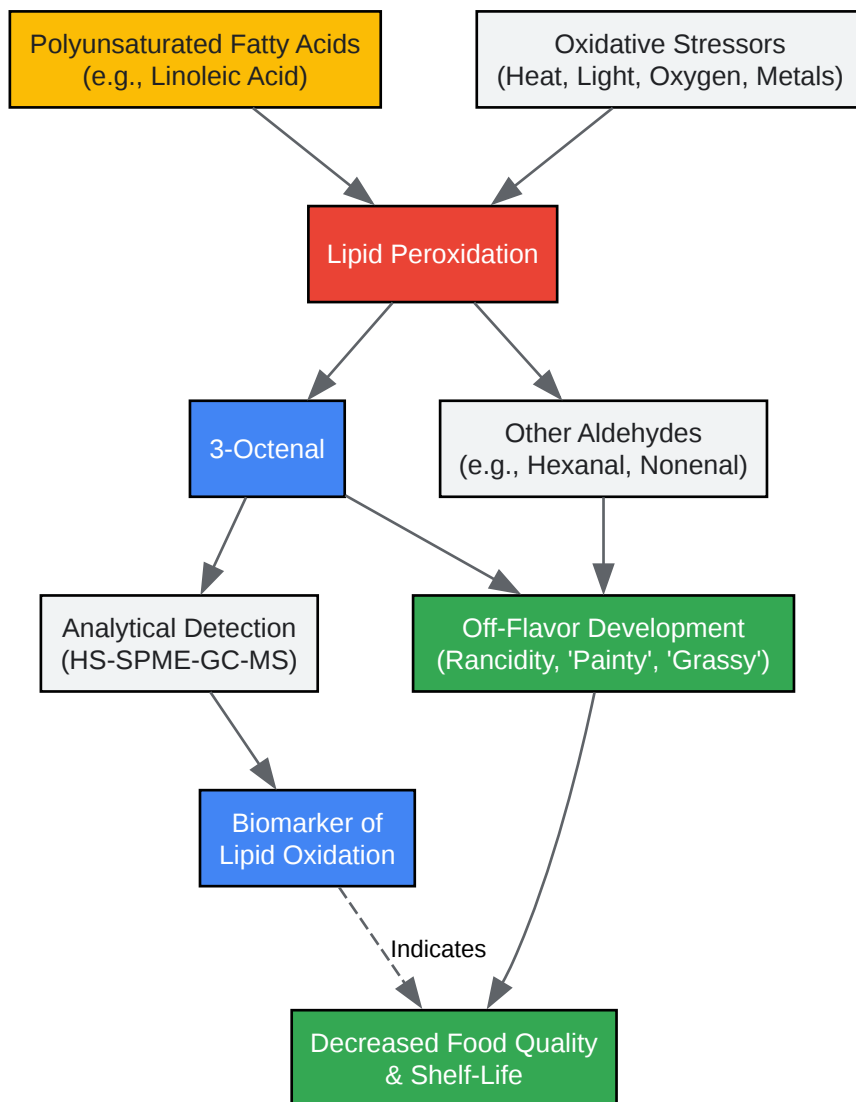 Polyunsaturated Fatty Acids
(e.g., Linoleic Acid)
Oxidative Stressors
(Heat, Light, Oxygen, Metals)
Lipid Peroxidation
3-Octenal
Other Aldehydes
(e.g., Hexanal, Nonenal)
Analytical Detection
(HS-SPME-GC-MS)
Off-Flavor Development
(Rancidity, 'Painty', 'Grassy')
Biomarker of
Lipid Oxidation
Indicates
Decreased Food Quality
& Shelf-Life